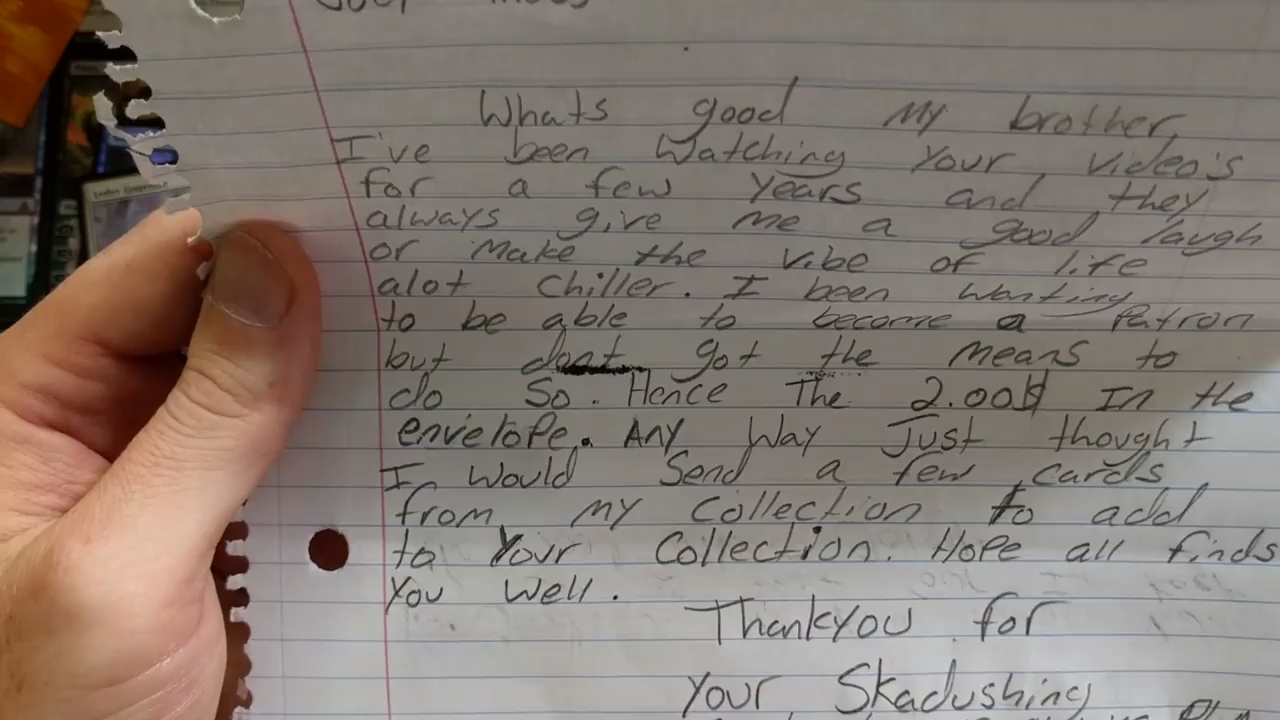 Whats good my brother,
I've been Watching Your video's
for a few Years and they
always give me a good laugh
or make the vibe of life
alot Chiller. I been Wanting
to be able to become a Patron
but dont got the means to
do So. Hence The 2.00$ In the
envelope. Any Way Just thought
I Would Send a few cards
from my Collection to add
to Your Collection. Hope all finds
You Well.
Thankyou for
Your Skadushing